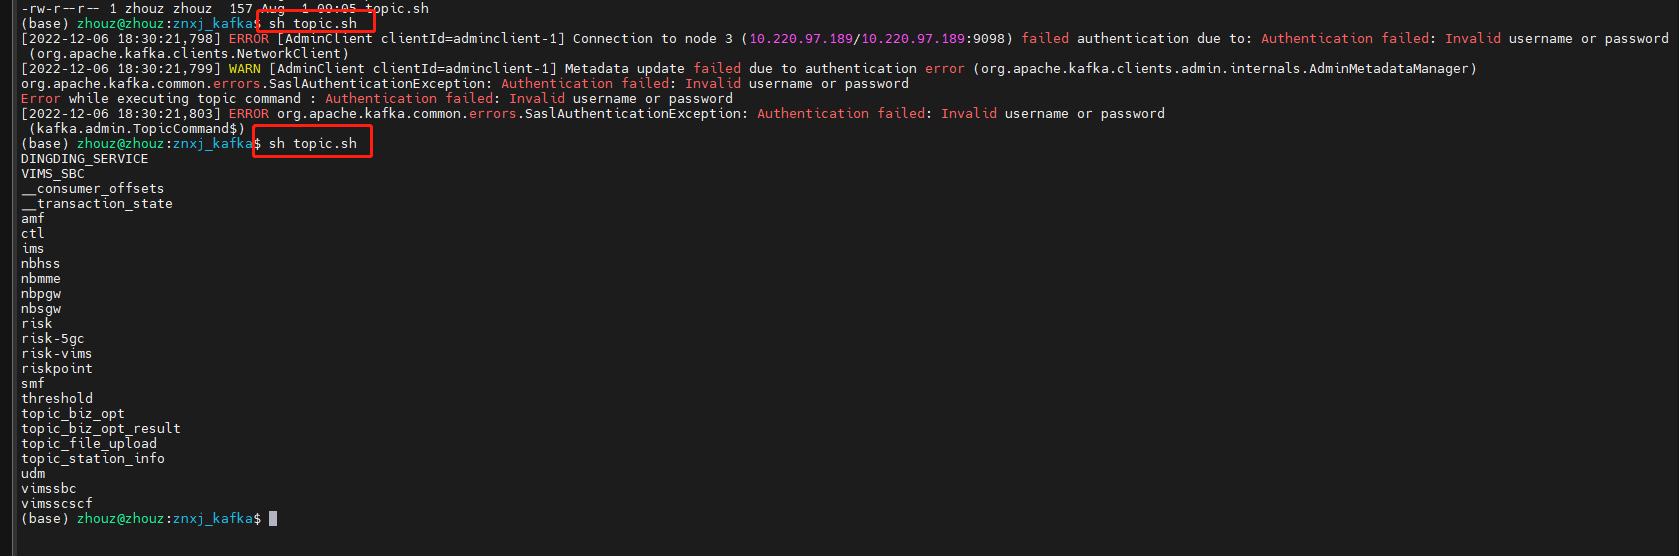 -rw-r--r-- 1 zhouz zhouz  157 Aug  1 09:05 topic.sh
(base) zhouz@zhouz:znxj_kafka$ sh topic.sh
[2022-12-06 18:30:21,798] ERROR [AdminClient clientId=adminclient-1] Connection to node 3 (10.220.97.189/10.220.97.189:9098) failed authentication due to: Authentication failed: Invalid username or password
 (org.apache.kafka.clients.NetworkClient)
[2022-12-06 18:30:21,799] WARN [AdminClient clientId=adminclient-1] Metadata update failed due to authentication error (org.apache.kafka.clients.admin.internals.AdminMetadataManager)
org.apache.kafka.common.errors.SaslAuthenticationException: Authentication failed: Invalid username or password
Error while executing topic command : Authentication failed: Invalid username or password
[2022-12-06 18:30:21,803] ERROR org.apache.kafka.common.errors.SaslAuthenticationException: Authentication failed: Invalid username or password
 (kafka.admin.TopicCommand$)
(base) zhouz@zhouz:znxj_kafka$ sh topic.sh
DINGDING_SERVICE
VIMS_SBC
__consumer_offsets
__transaction_state
amf
ctl
ims
nbhss
nbmme
nbpgw
nbsgw
risk
risk-5gc
risk-vims
riskpoint
smf
threshold
topic_biz_opt
topic_biz_opt_result
topic_file_upload
topic_station_info
udm
vimssbc
vimsscscf
(base) zhouz@zhouz:znxj_kafka$